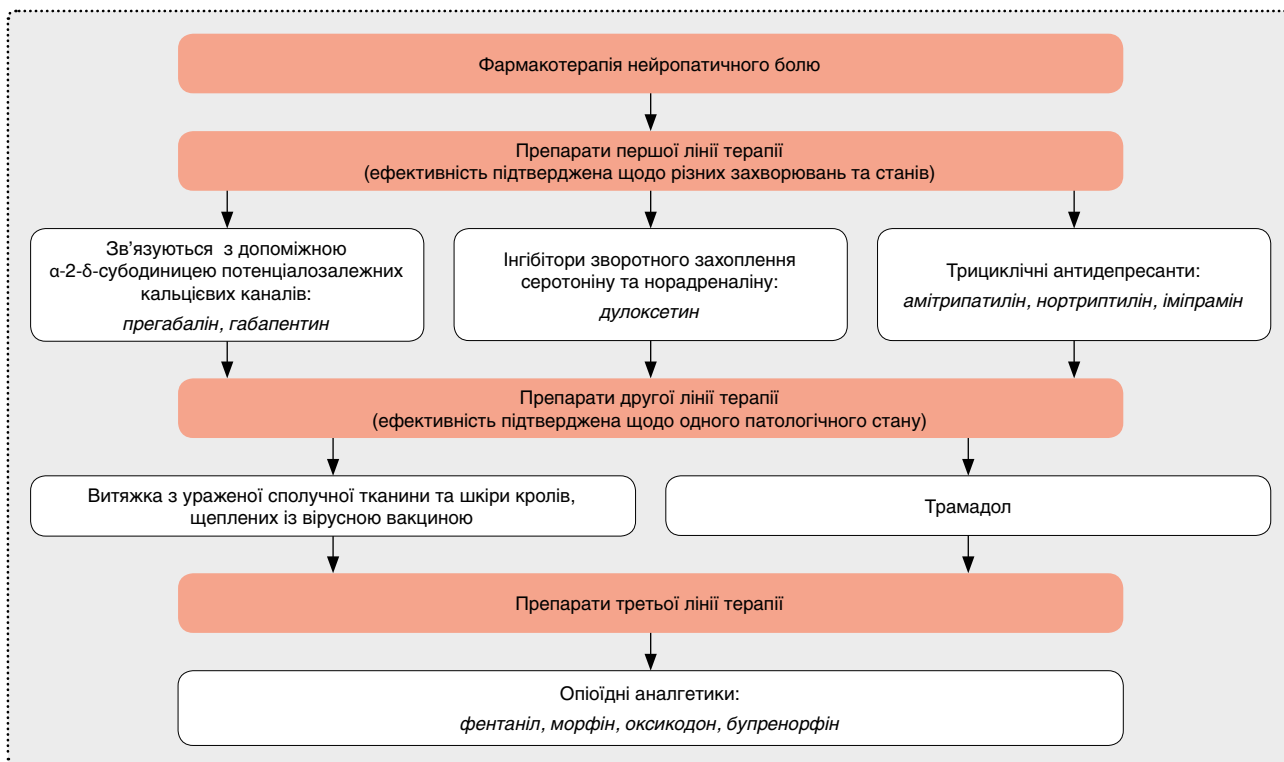 Фармакотерапія нейропатичного болю
Препарати першої лінії терапії
(ефективність підтверджена щодо різних захворювань та станів)
Зв'язуються з допоміжною
α-2-δ-субодиницею потенціалозалежних
кальцієвих каналів:
прегабалін, габапентин
Інгібітори зворотного захоплення
серотоніну та норадреналіну:
дулоксетин
Трициклічні антидепресанти:
амітрипатилін, нортриптилін, іміпрамін
Препарати другої лінії терапії
(ефективність підтверджена щодо одного патологічного стану)
Витяжка з ураженої сполучної тканини та шкіри кролів,
щеплених із вірусною вакциною
Трамадол
Препарати третьої лінії терапії
Опіоїдні аналгетики:
фентаніл, морфін, оксикодон, бупренорфін